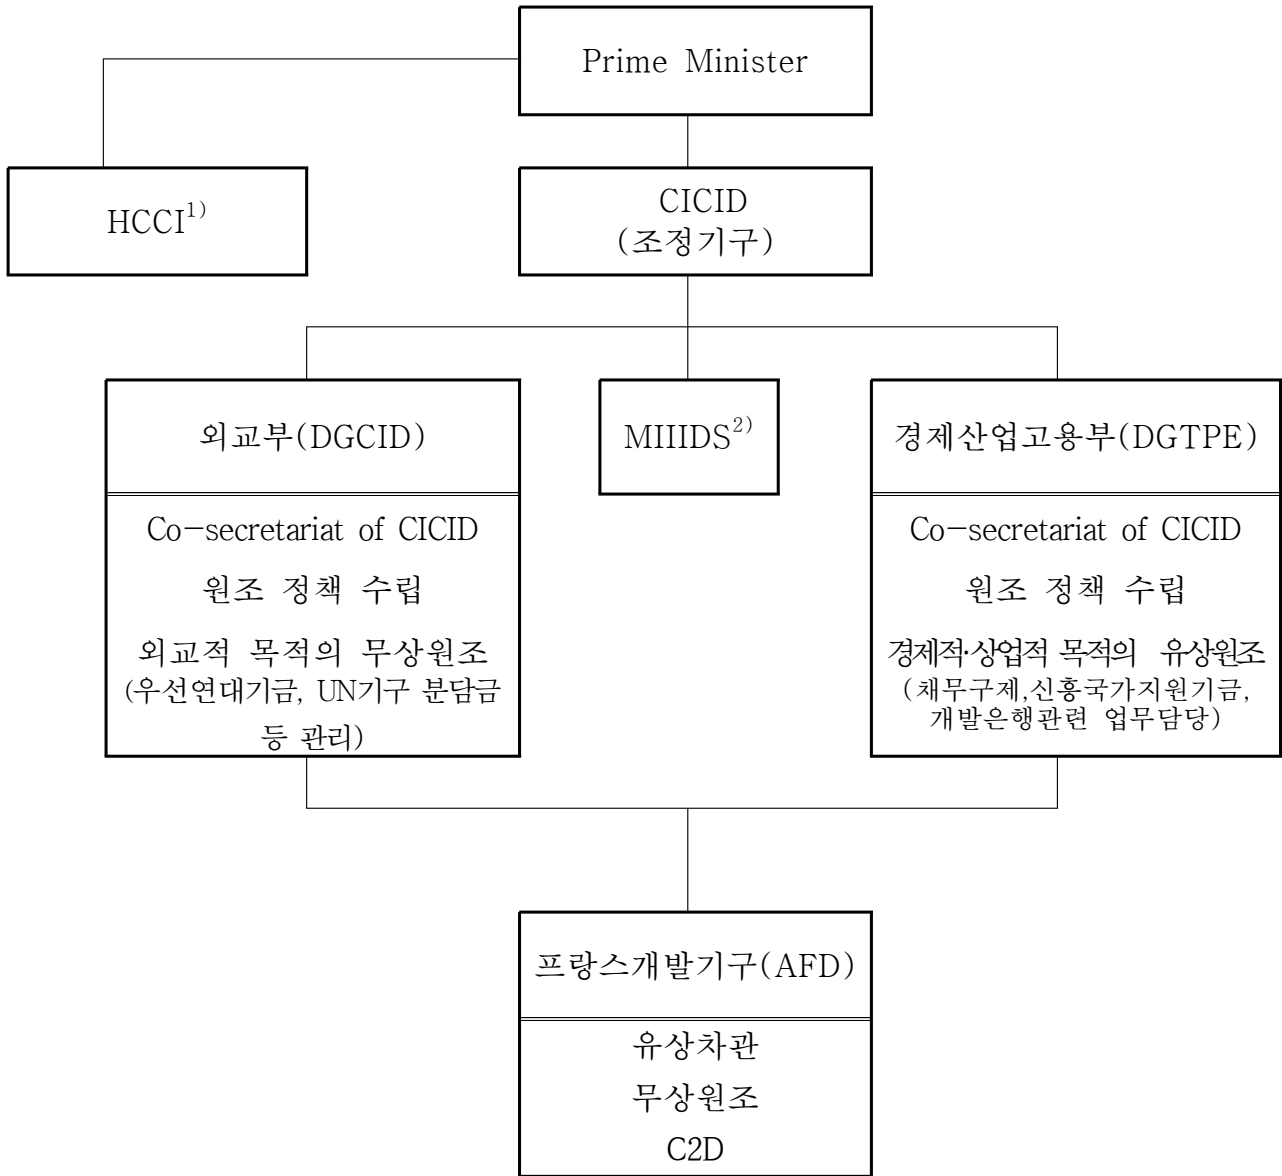 Prime Minister
HCCI1)
CICID
(조정기구)
외교부(DGCID)
Co-secretariat of CICID
원조 정책 수립
외교적 목적의 무상원조
(우선연대기금, UN기구 분담금
등 관리)
MIIIDS2)
경제산업고용부(DGTPE)
Co-secretariat of CICID
원조 정책 수립
경제적·상업적 목적의 유상원조
(채무구제,신흥국가지원기금,
개발은행관련 업무담당)
프랑스개발기구(AFD)
유상차관
무상원조
C2D